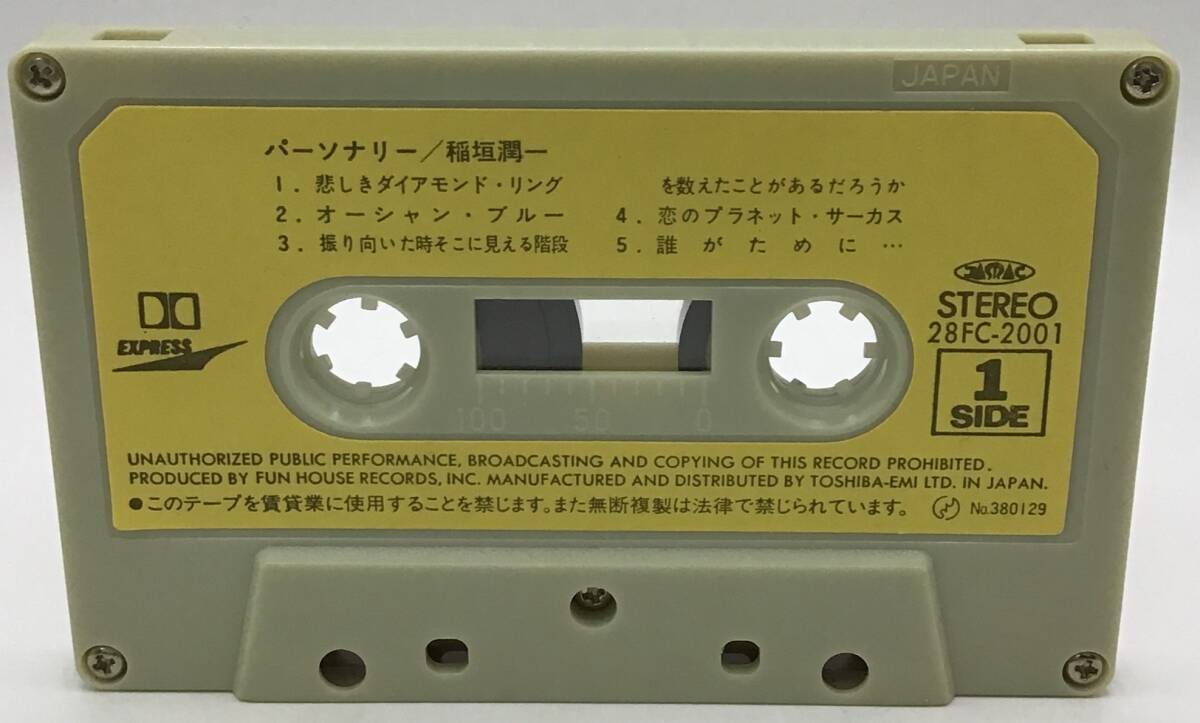 JAPAN
パーソナリー／稲垣潤一
1．悲しきダイアモンド・リング
2．オーシャン・ブルー
3．振り向いた時そこに見える階段
を数えたことがあるだろうか
4．恋のプラネット・サーカス
5．誰がために…
JASRAC
STEREO
28FC-2001
1
SIDE
EXPRESS
100 50 0
UNAUTHORIZED PUBLIC PERFORMANCE, BROADCASTING AND COPYING OF THIS RECORD PROHIBITED.
PRODUCED BY FUN HOUSE RECORDS, INC. MANUFACTURED AND DISTRIBUTED BY TOSHIBA-EMI LTD. IN JAPAN.
●このテープを賃貸業に使用することを禁じます。また無断複製は法律で禁じられています。 No.380129